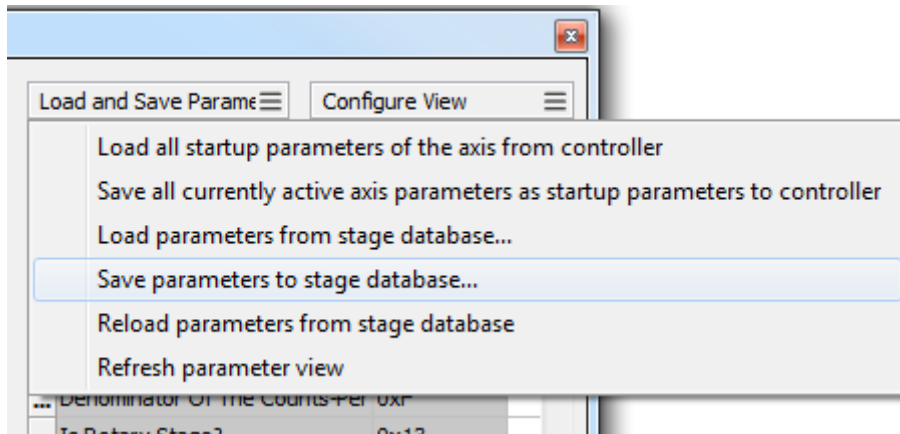 Load and Save Parame
Configure View
Load all startup parameters of the axis from controller
Save all currently active axis parameters as startup parameters to controller
Load parameters from stage database...
Save parameters to stage database...
Reload parameters from stage database
Refresh parameter view
... Denominator Of The Counts-Per 0xF
Is Rotary Stage? 0x13